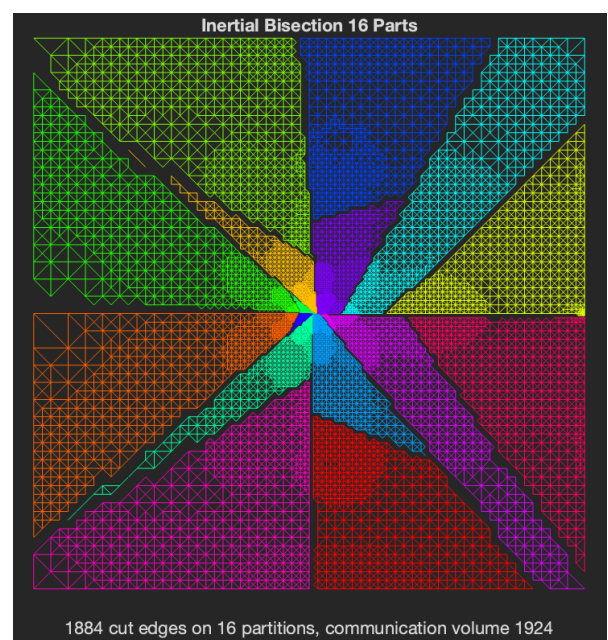 Inertial Bisection 16 Parts
1884 cut edges on 16 partitions, communication volume 1924